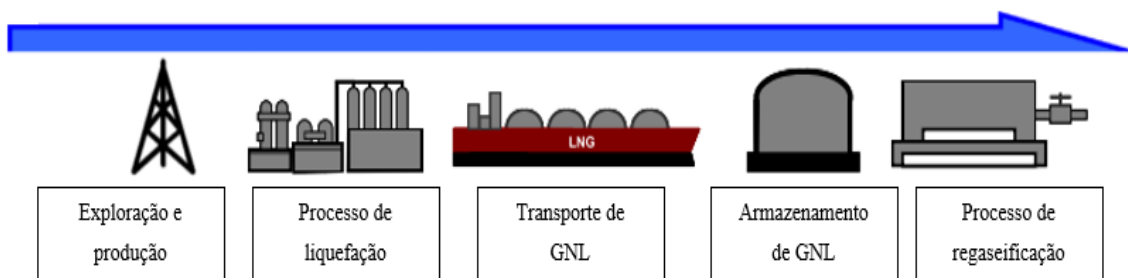 LNG
Exploração e
produção
Processo de
liquefação
Transporte de
GNL
Armazenamento
de GNL
Processo de
regaseificação